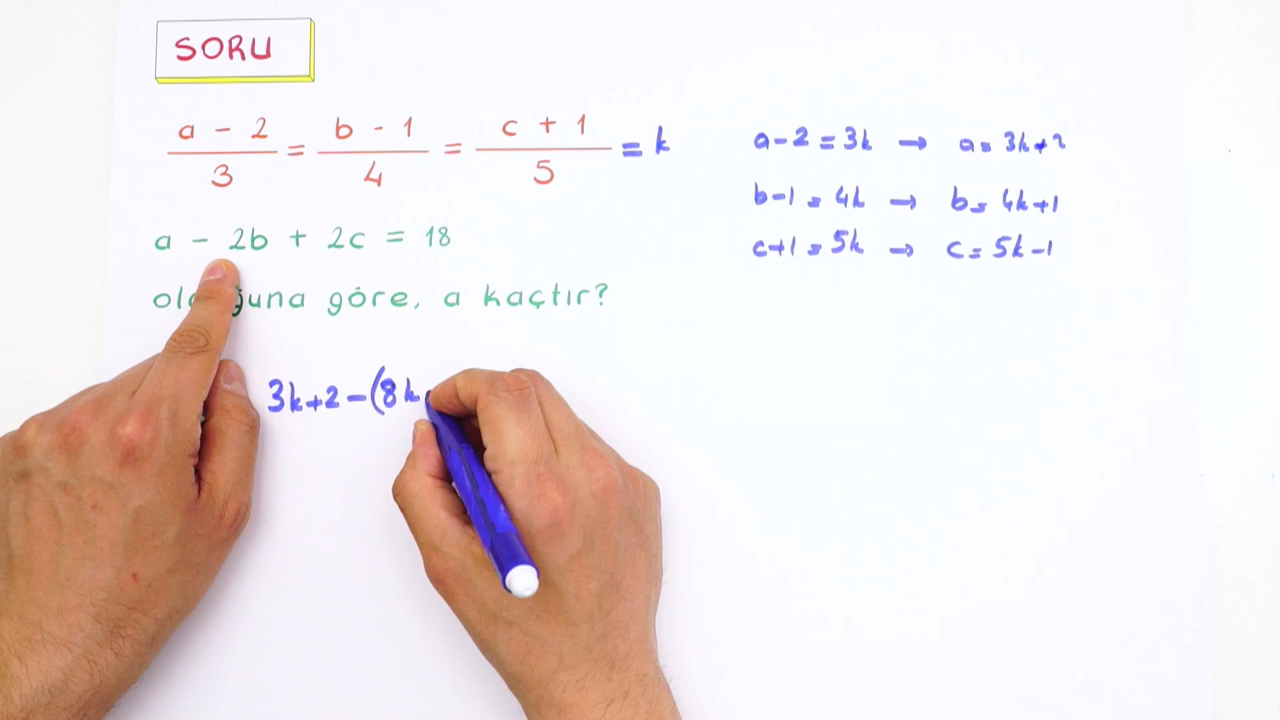 SORU
a - 2 / 3 = b - 1 / 4 = c + 1 / 5 = k
a - 2b + 2c = 18
göre, a kaçtır?
a-2 = 3k → a = 3k+2
b-1 = 4k → b = 4k+1
c+1 = 5k → c = 5k-1
3k+2-(8k